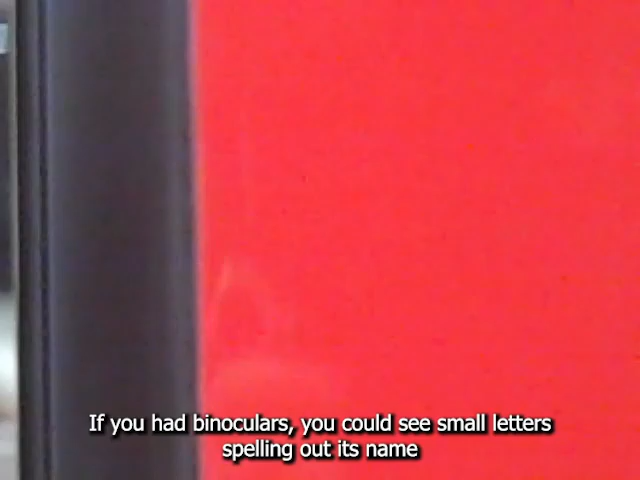 If you had binoculars, you could see small letters
spelling out its name